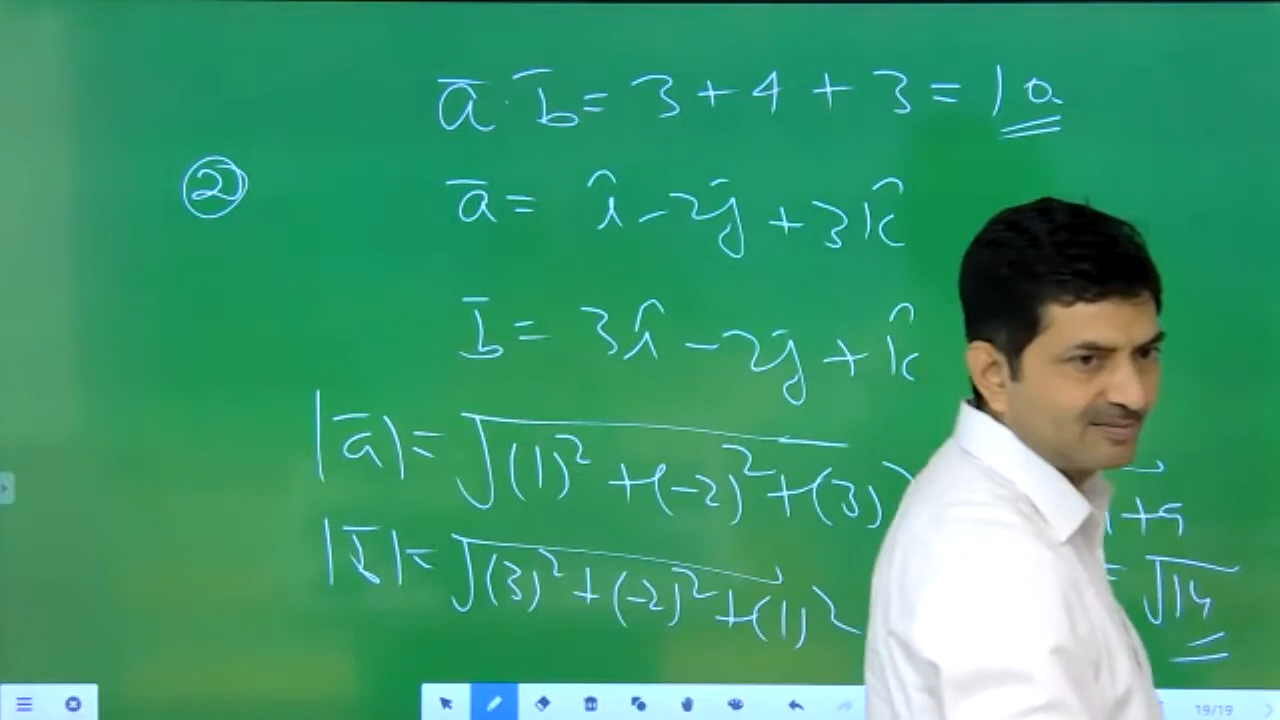 a̅ · b̅ = 3 + 4 + 3 = 10
② a̅ = î - 2ĵ + 3k̂
b̅ = 3î - 2ĵ + k̂
|a̅| = √(1)² + (-2)² + (3) + 9
|b̅| = √(3)² + (-2)² + (1)² = √14
19/19